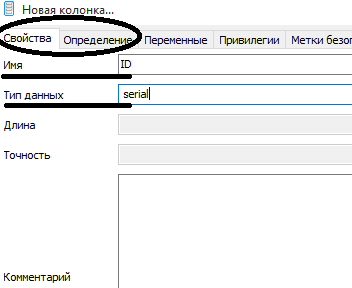 Новая колонка...
Свойства Определение Переменные Привилегии Метки безо
Имя ID
Тип данных serial
Длина
Точность
Комментарий